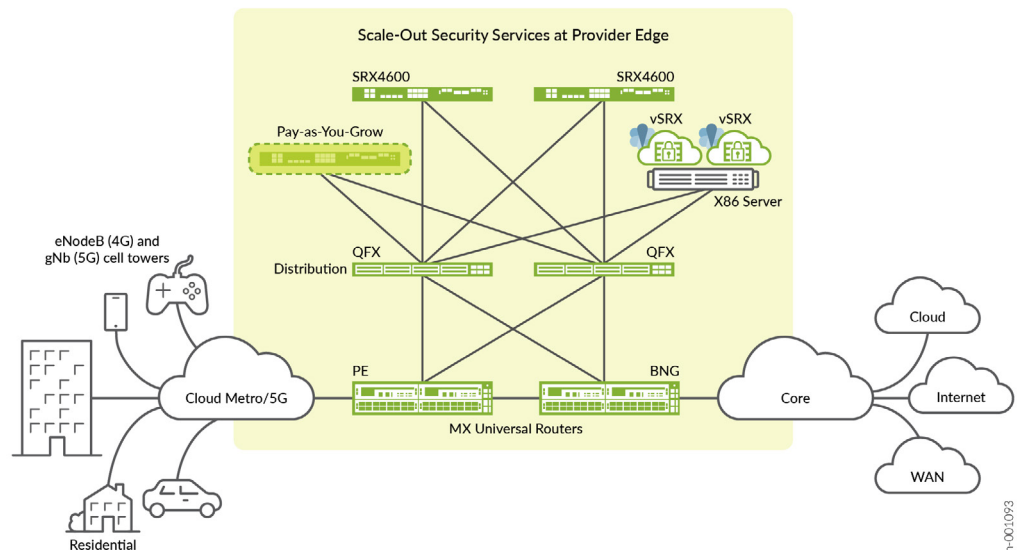 Scale-Out Security Services at Provider Edge
SRX4600
SRX4600
Pay-as-You-Grow
vSRX
vSRX
X86 Server
eNodeB (4G) and
gNb (5G) cell towers
QFX
QFX
Distribution
PE
BNG
Cloud Metro/5G
MX Universal Routers
Core
Cloud
Internet
WAN
Residential